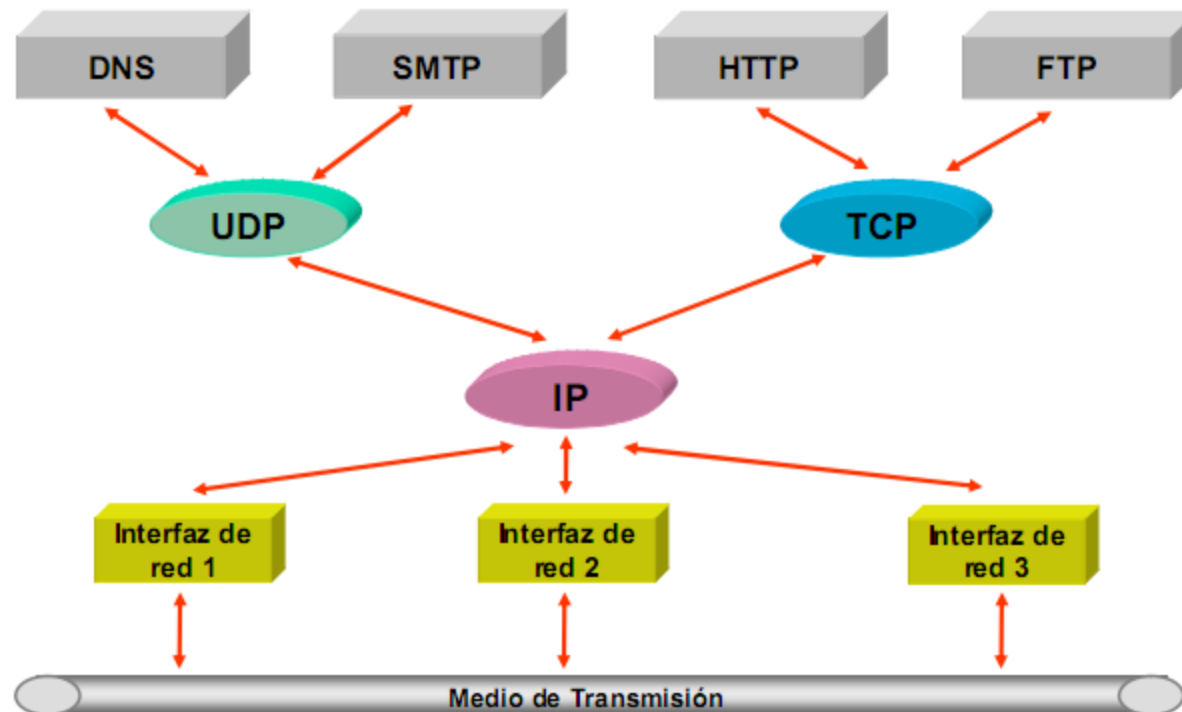 DNS
SMTP
HTTP
FTP
UDP
TCP
IP
Interfaz de
red 1
Interfaz de
red 2
Interfaz de
red 3
Medio de Transmisión